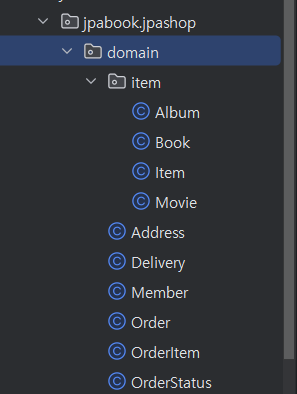 jpabook.jpashop
domain
item
C Album
C Book
C Item
C Movie
C Address
C Delivery
C Member
C Order
C OrderItem
C OrderStatus